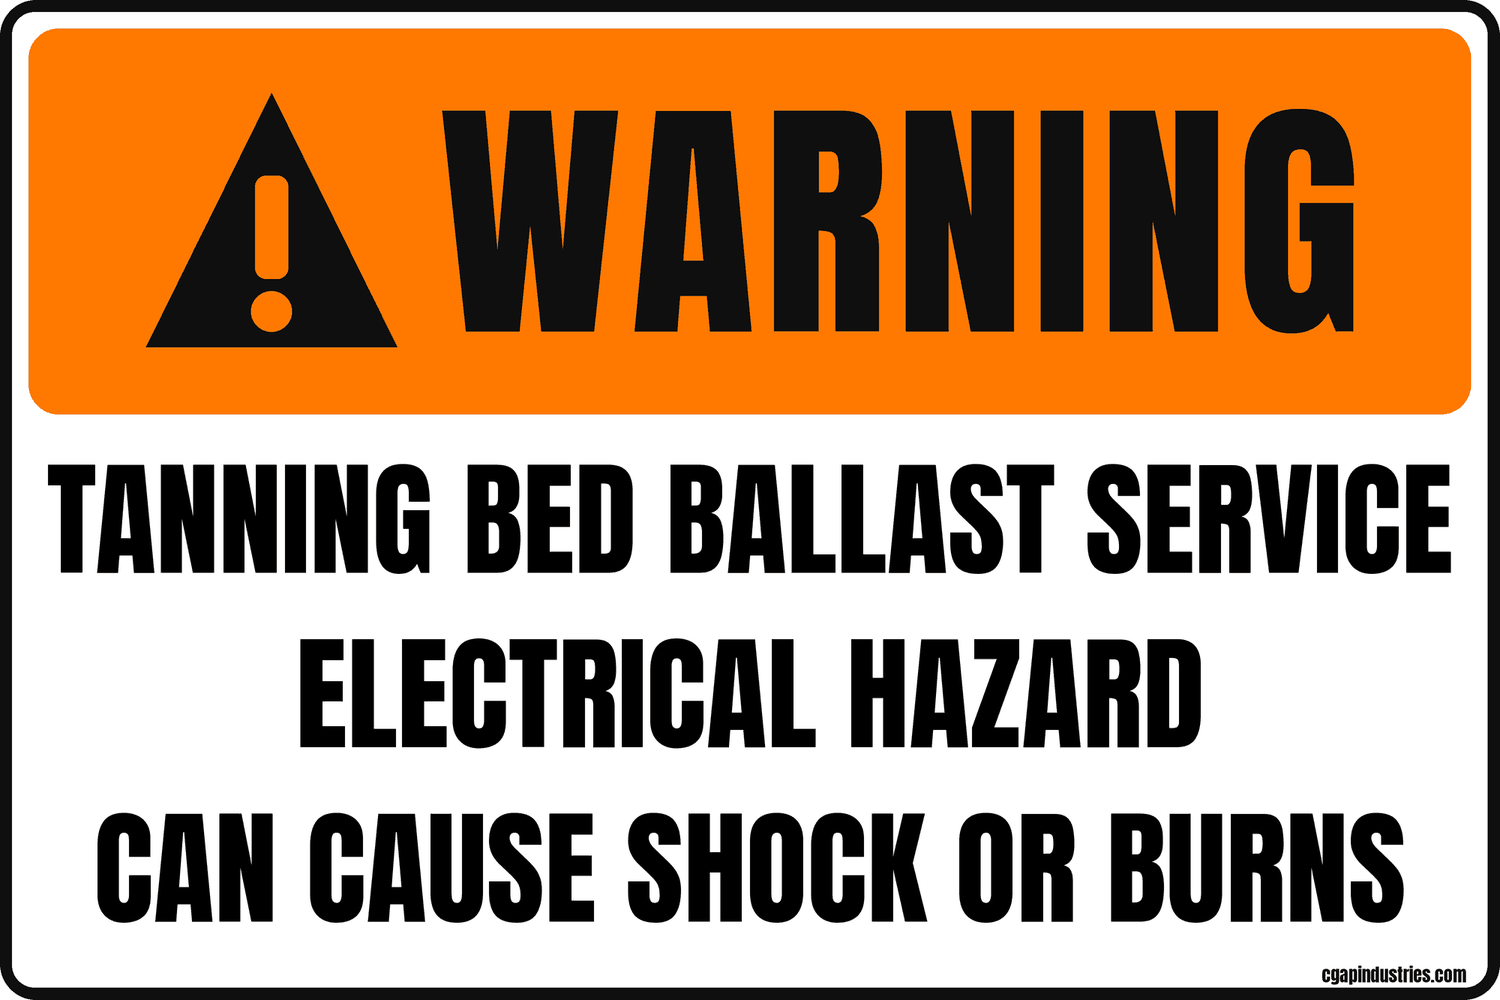 WARNING
TANNING BED BALLAST SERVICE
ELECTRICAL HAZARD
CAN CAUSE SHOCK OR BURNS
cgapindustries.com